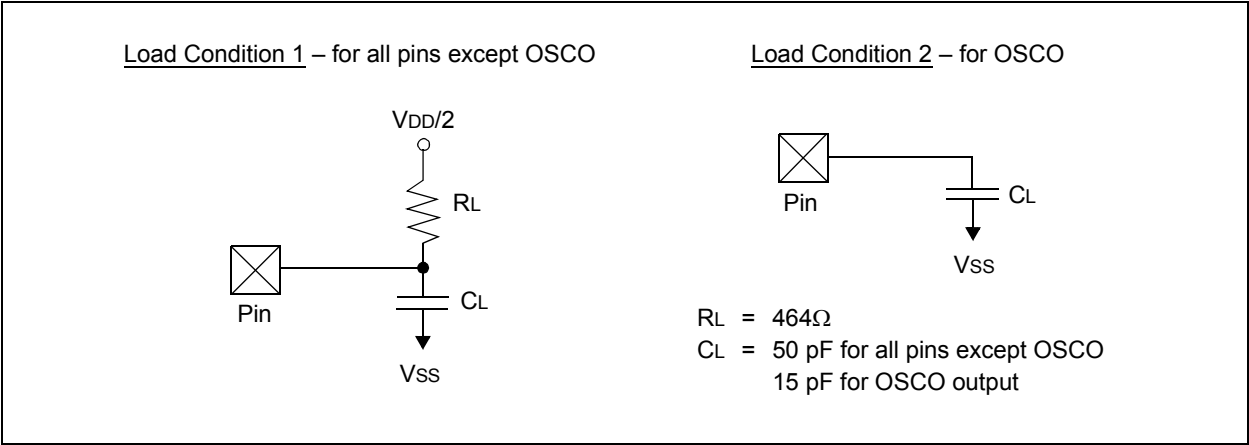 Load Condition 1 – for all pins except OSCO
VDD/2
RL
Pin
CL
VSS
Load Condition 2 – for OSCO
Pin
CL
VSS
RL = 464Ω
CL = 50 pF for all pins except OSCO
15 pF for OSCO output